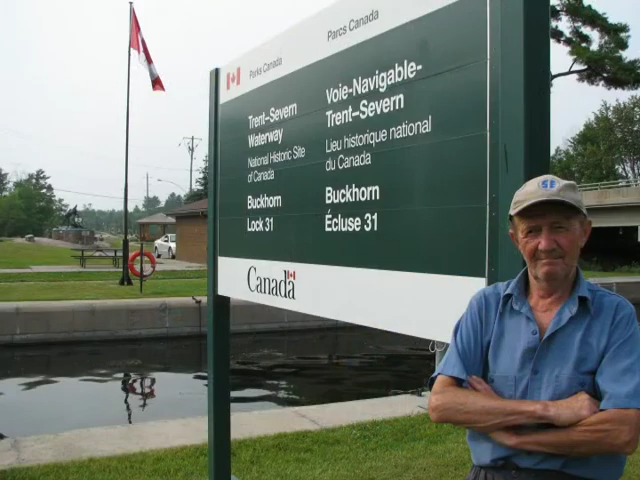 Parks Canada
Parcs Canada
Trent–Severn
Waterway
National Historic Site
of Canada
Buckhorn
Lock 31
Voie-Navigable-
Trent–Severn
Lieu historique national
du Canada
Buckhorn
Écluse 31
Canada